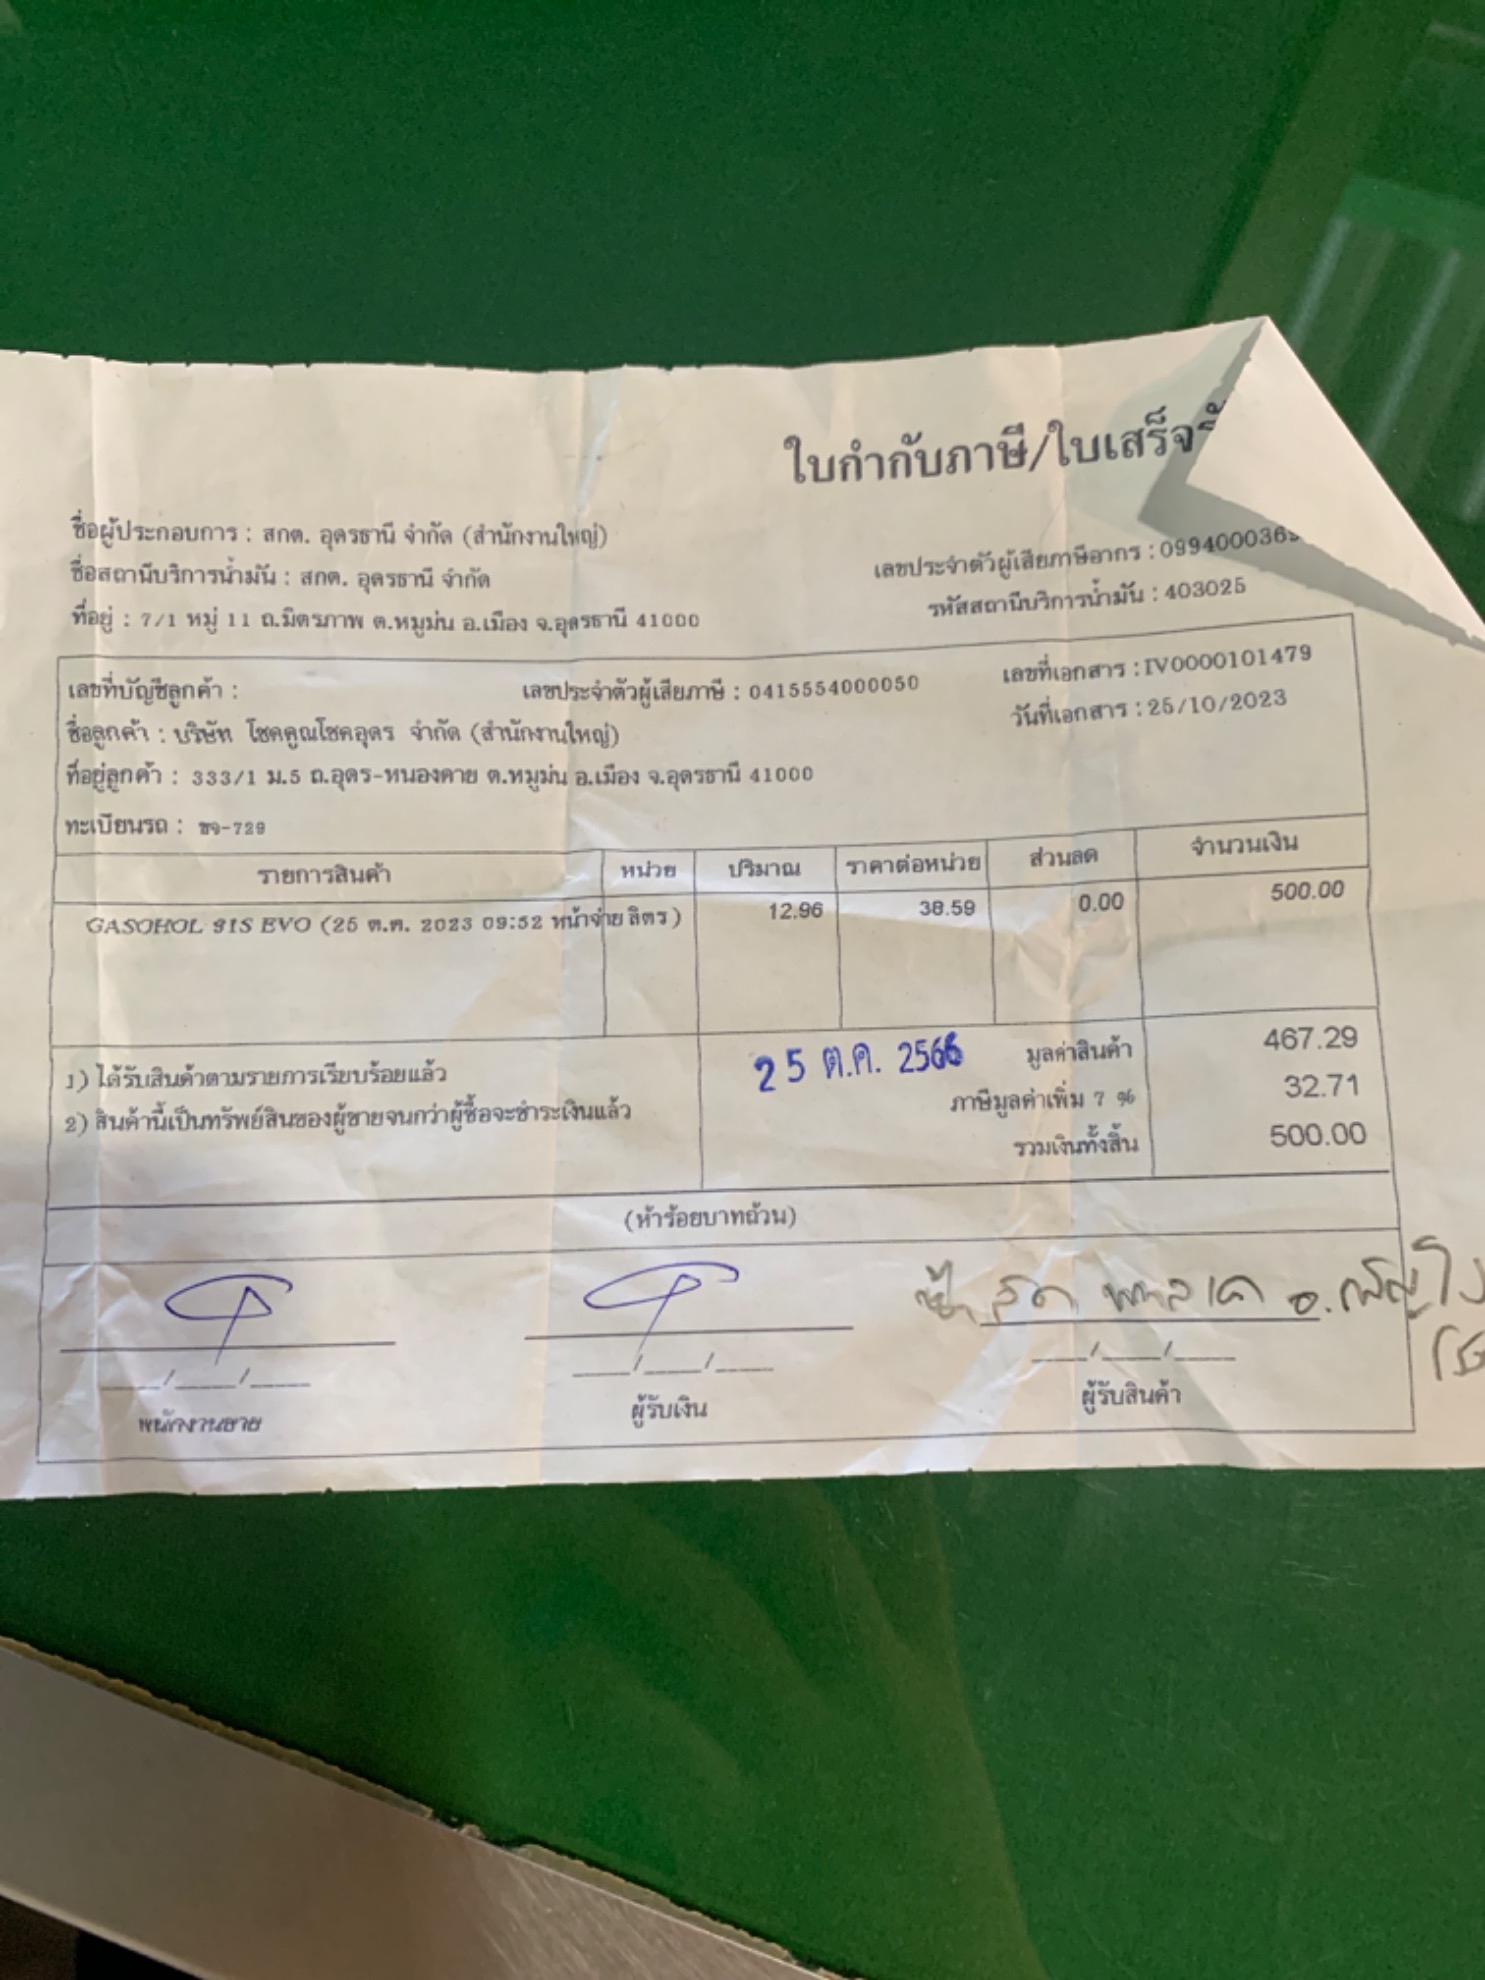 ใบกำกับภาษี/ใบเสร็จรั
ชื่อผู้ประกอบการ : สกต. อุดรธานี จำกัด (สำนักงานใหญ่)
เลขประจำตัวผู้เสียภาษีอากร : 099400036
ชื่อสถานีบริการน้ำมัน : สกต. อุดรธานี จำกัด
รหัสสถานีบริการน้ำมัน : 403025
ที่อยู่ : 7/1 หมู่ 11 ถ.มิตรภาพ ต.หมูม่น อ.เมือง จ.อุดรธานี 41000
เลขที่บัญชีลูกค้า : เลขประจำตัวผู้เสียภาษี : 0415554000050 เลขที่เอกสาร : IV0000101479
ชื่อลูกค้า : บริษัท โชคคูณโชคอุดร จำกัด (สำนักงานใหญ่) วันที่เอกสาร : 25/10/2023
ที่อยู่ลูกค้า : 333/1 ม.5 ถ.อุดร-หนองคาย ต.หมูม่น อ.เมือง จ.อุดรธานี 41000
ทะเบียนรถ : ขจ-729
รายการสินค้า หน่วย ปริมาณ ราคาต่อหน่วย ส่วนลด จำนวนเงิน
GASOHOL 91S EVO (25 ต.ค. 2023 09:52 หน้าจ่าย ลิตร ) 12.96 38.59 0.00 500.00
25 ต.ค. 2566 มูลค่าสินค้า 467.29
1) ได้รับสินค้าตามรายการเรียบร้อยแล้ว ภาษีมูลค่าเพิ่ม 7 % 32.71
2) สินค้านี้เป็นทรัพย์สินของผู้ขายจนกว่าผู้ซื้อจะชำระเงินแล้ว รวมเงินทั้งสิ้น 500.00
(ห้าร้อยบาทถ้วน)
___/___/___ ___/___/___ ___/___/___
พนักงานขาย ผู้รับเงิน ผู้รับสินค้า